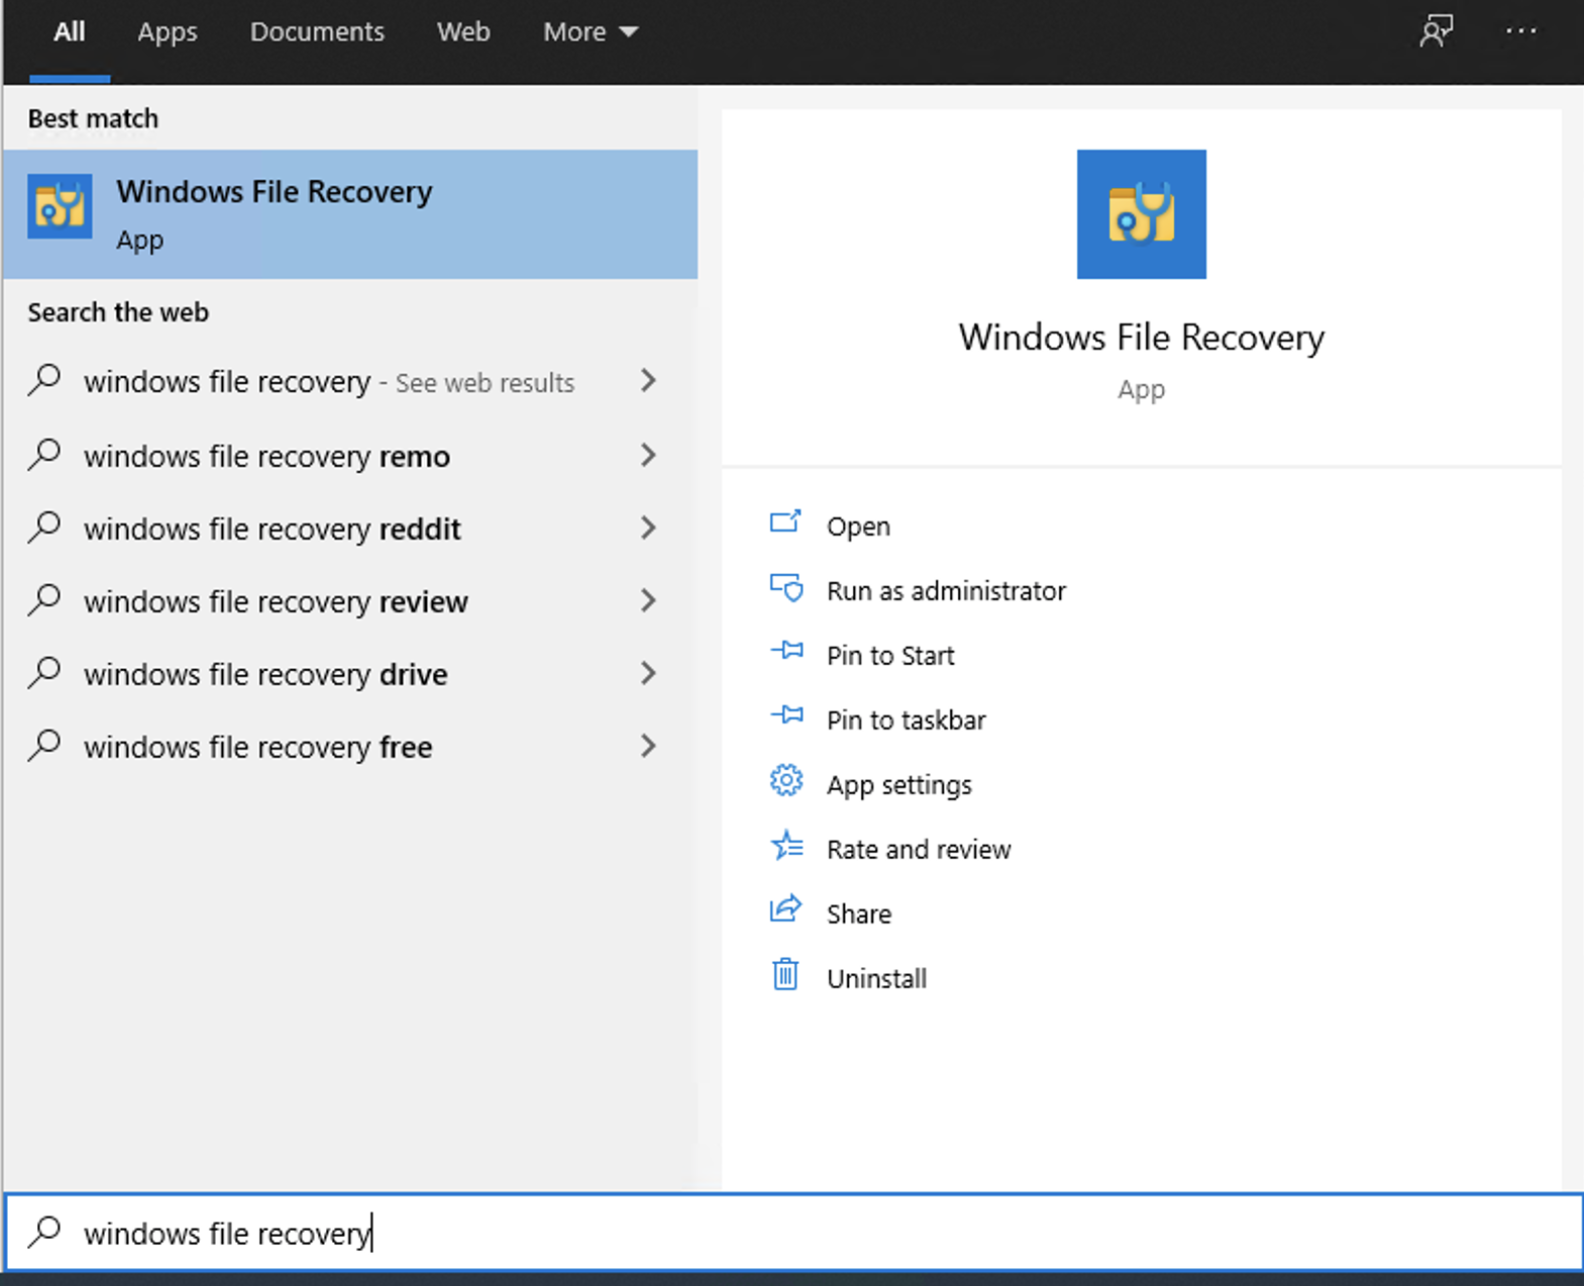 All Apps Documents Web More
Best match
Windows File Recovery
App
Search the web
windows file recovery - See web results
windows file recovery remo
windows file recovery reddit
windows file recovery review
windows file recovery drive
windows file recovery free
Windows File Recovery
App
Open
Run as administrator
Pin to Start
Pin to taskbar
App settings
Rate and review
Share
Uninstall
windows file recovery